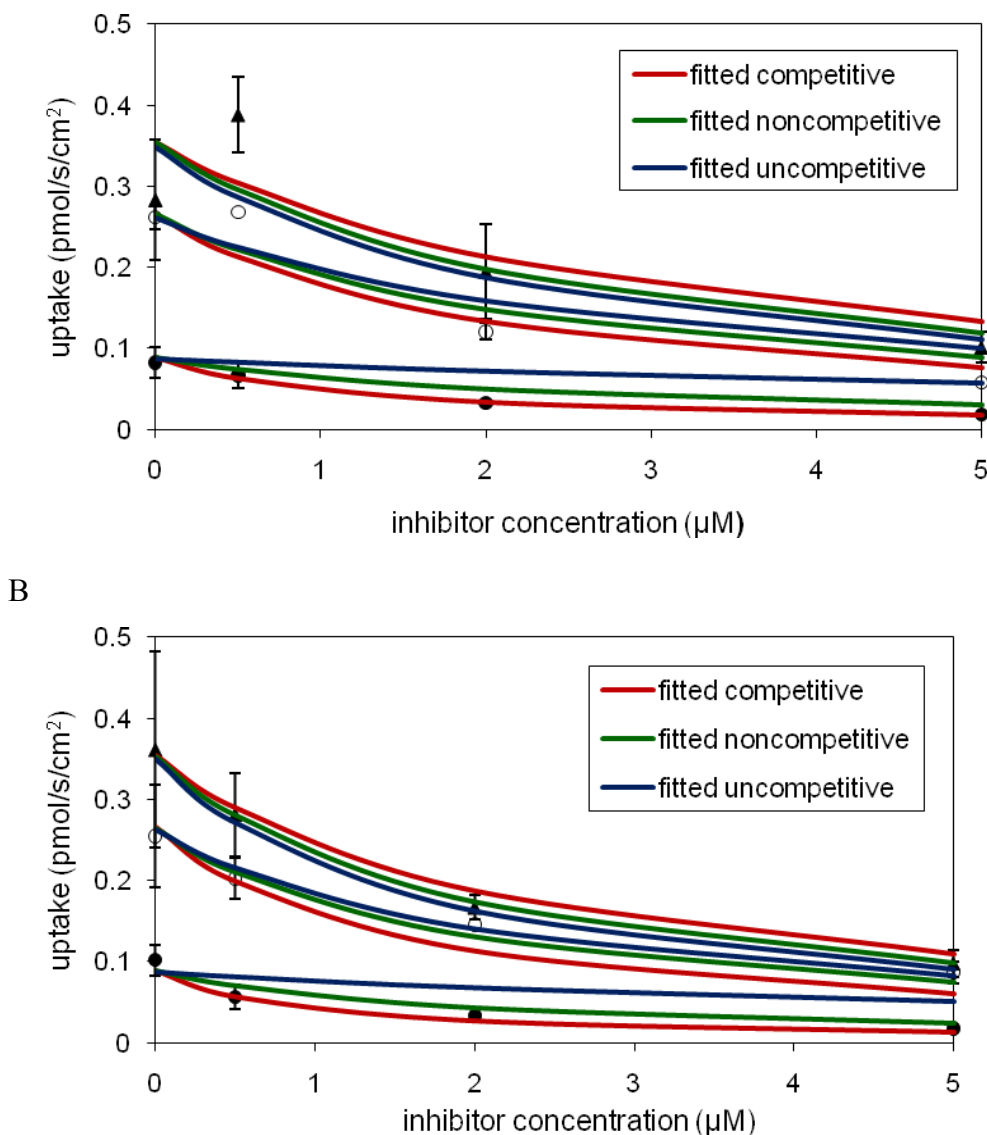 0.5
0.4
0.3
0.2
0.1
0
uptake (pmol/s/cm²)
fitted competitive
fitted noncompetitive
fitted uncompetitive
0 1 2 3 4 5
inhibitor concentration (µM)
B
0.5
0.4
0.3
0.2
0.1
0
uptake (pmol/s/cm²)
fitted competitive
fitted noncompetitive
fitted uncompetitive
0 1 2 3 4 5
inhibitor concentration (µM)